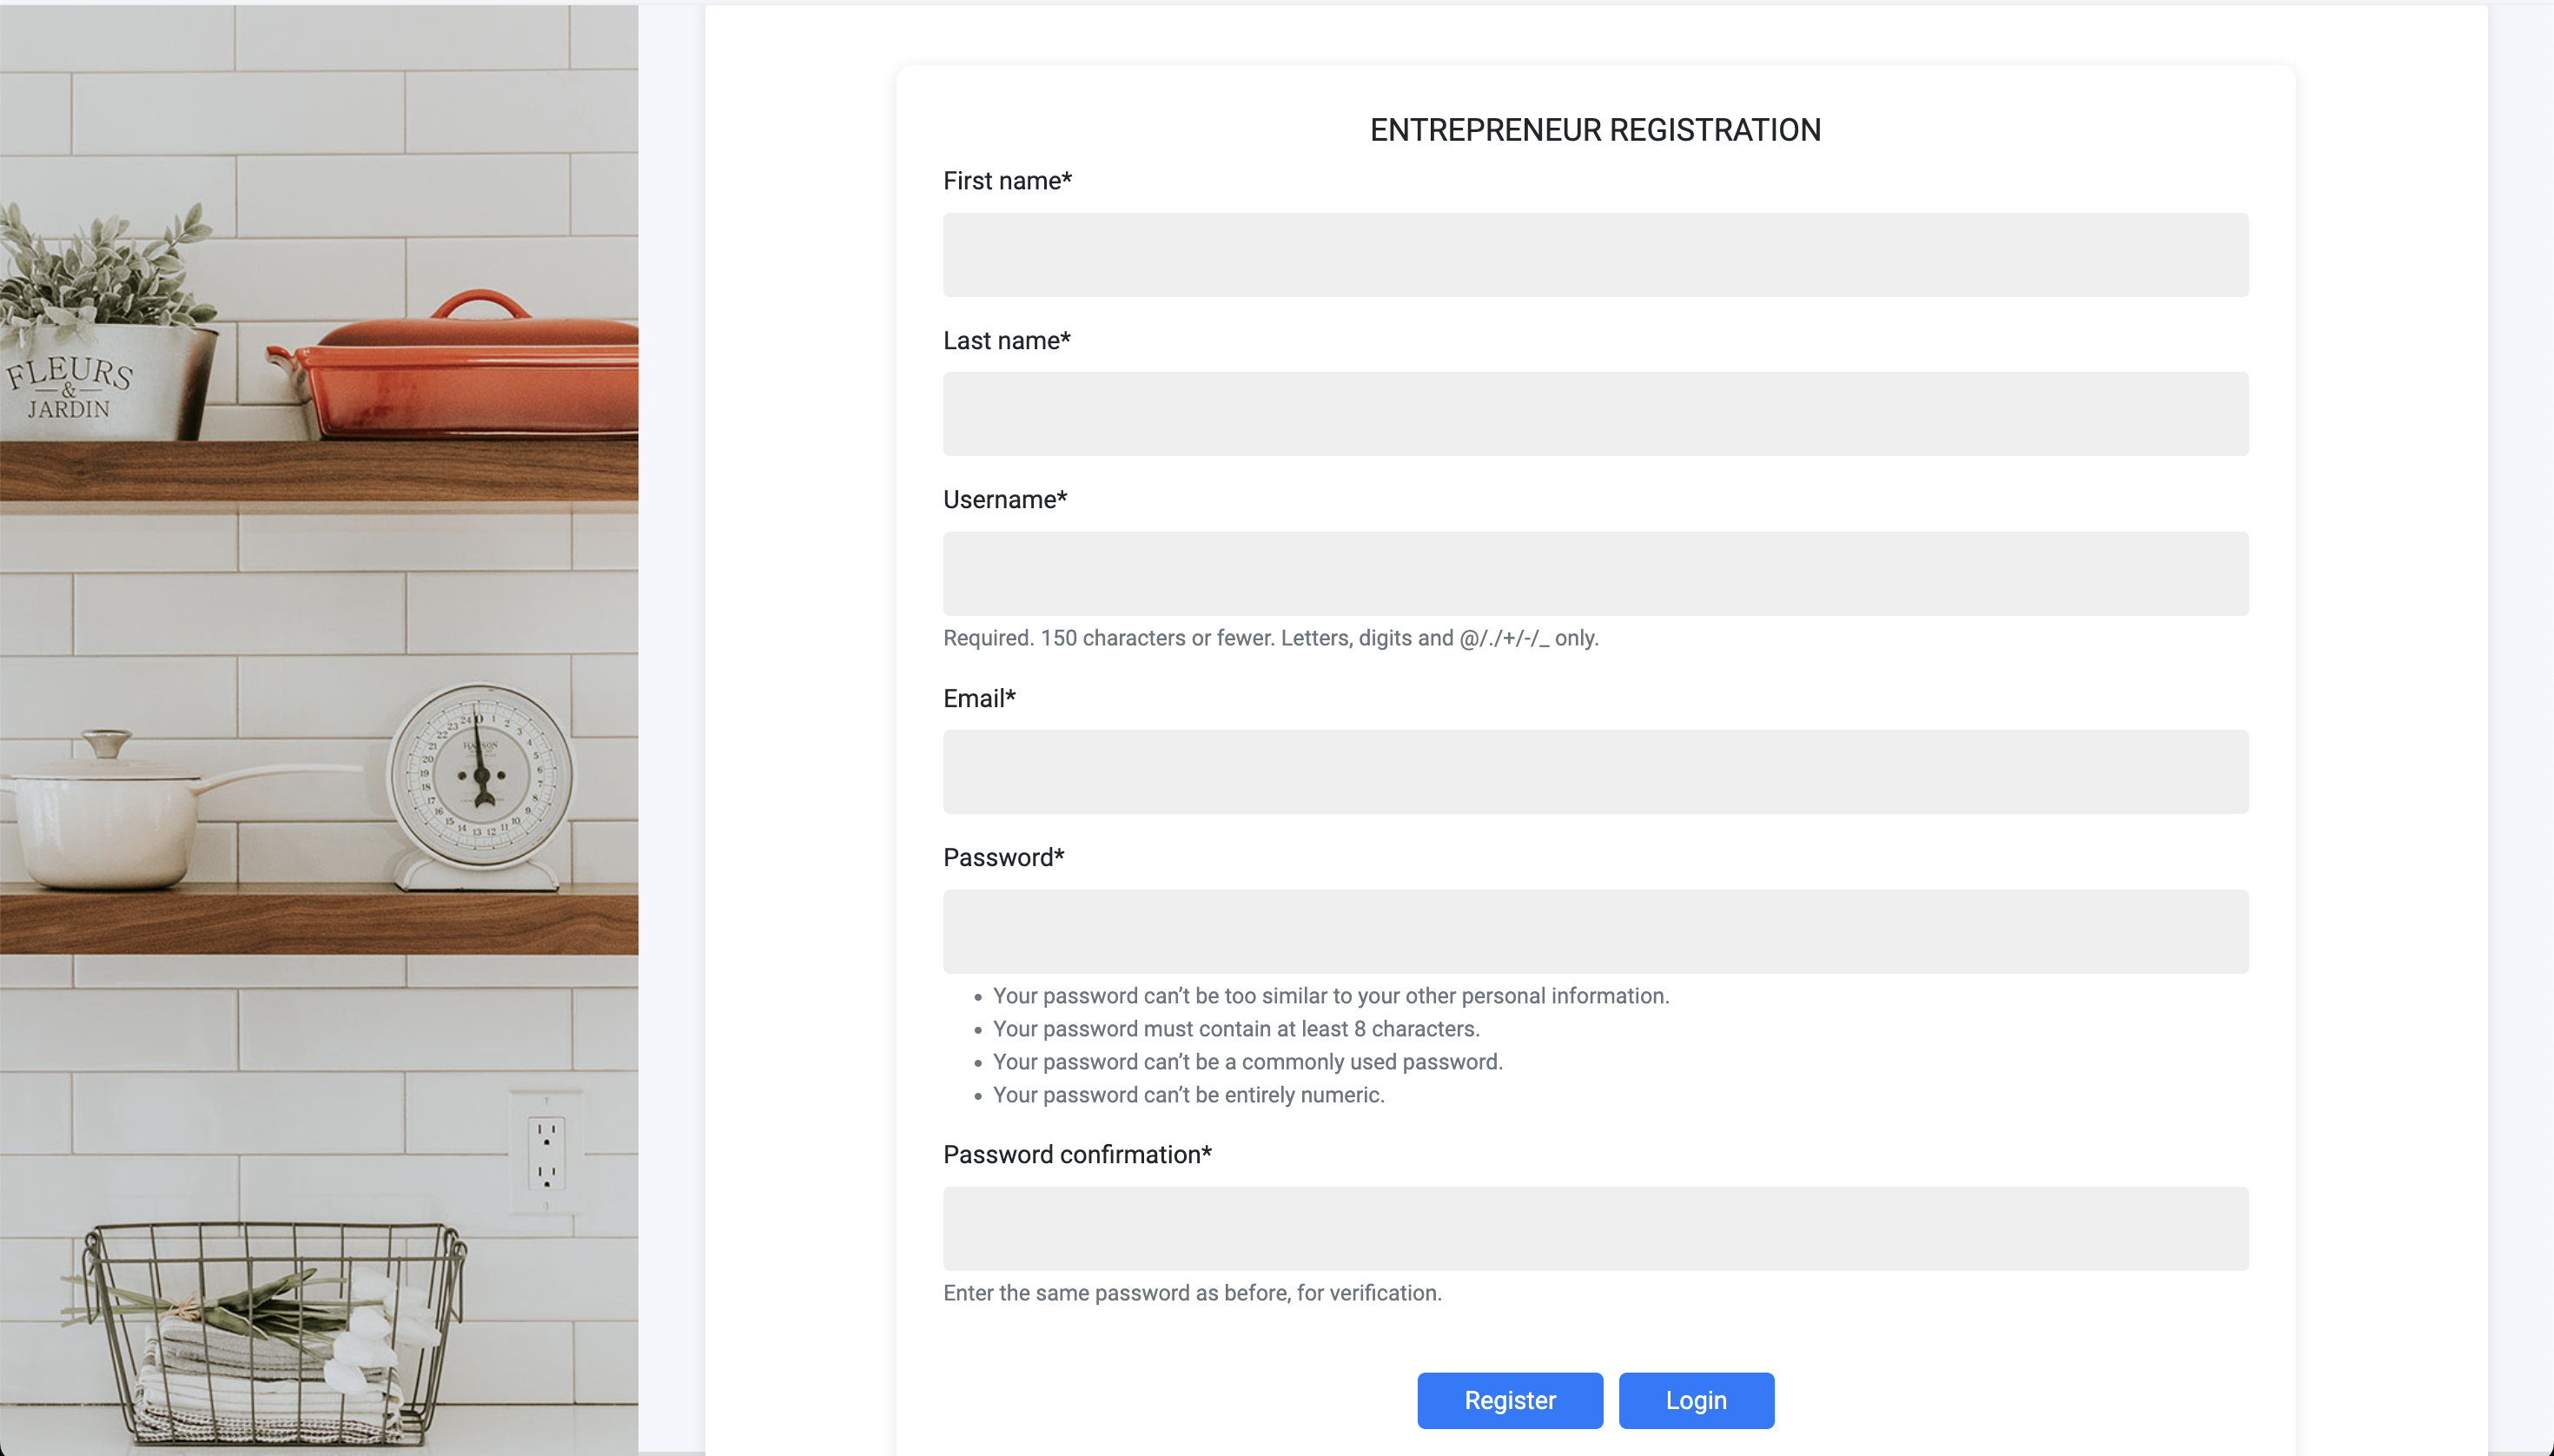 FLEURS
&
JARDIN
ENTREPRENEUR REGISTRATION
First name*
Last name*
Username*
Required. 150 characters or fewer. Letters, digits and @/./+/-/_ only.
Email*
Password*
Your password can’t be too similar to your other personal information.
Your password must contain at least 8 characters.
Your password can’t be a commonly used password.
Your password can’t be entirely numeric.
Password confirmation*
Enter the same password as before, for verification.
Register Login